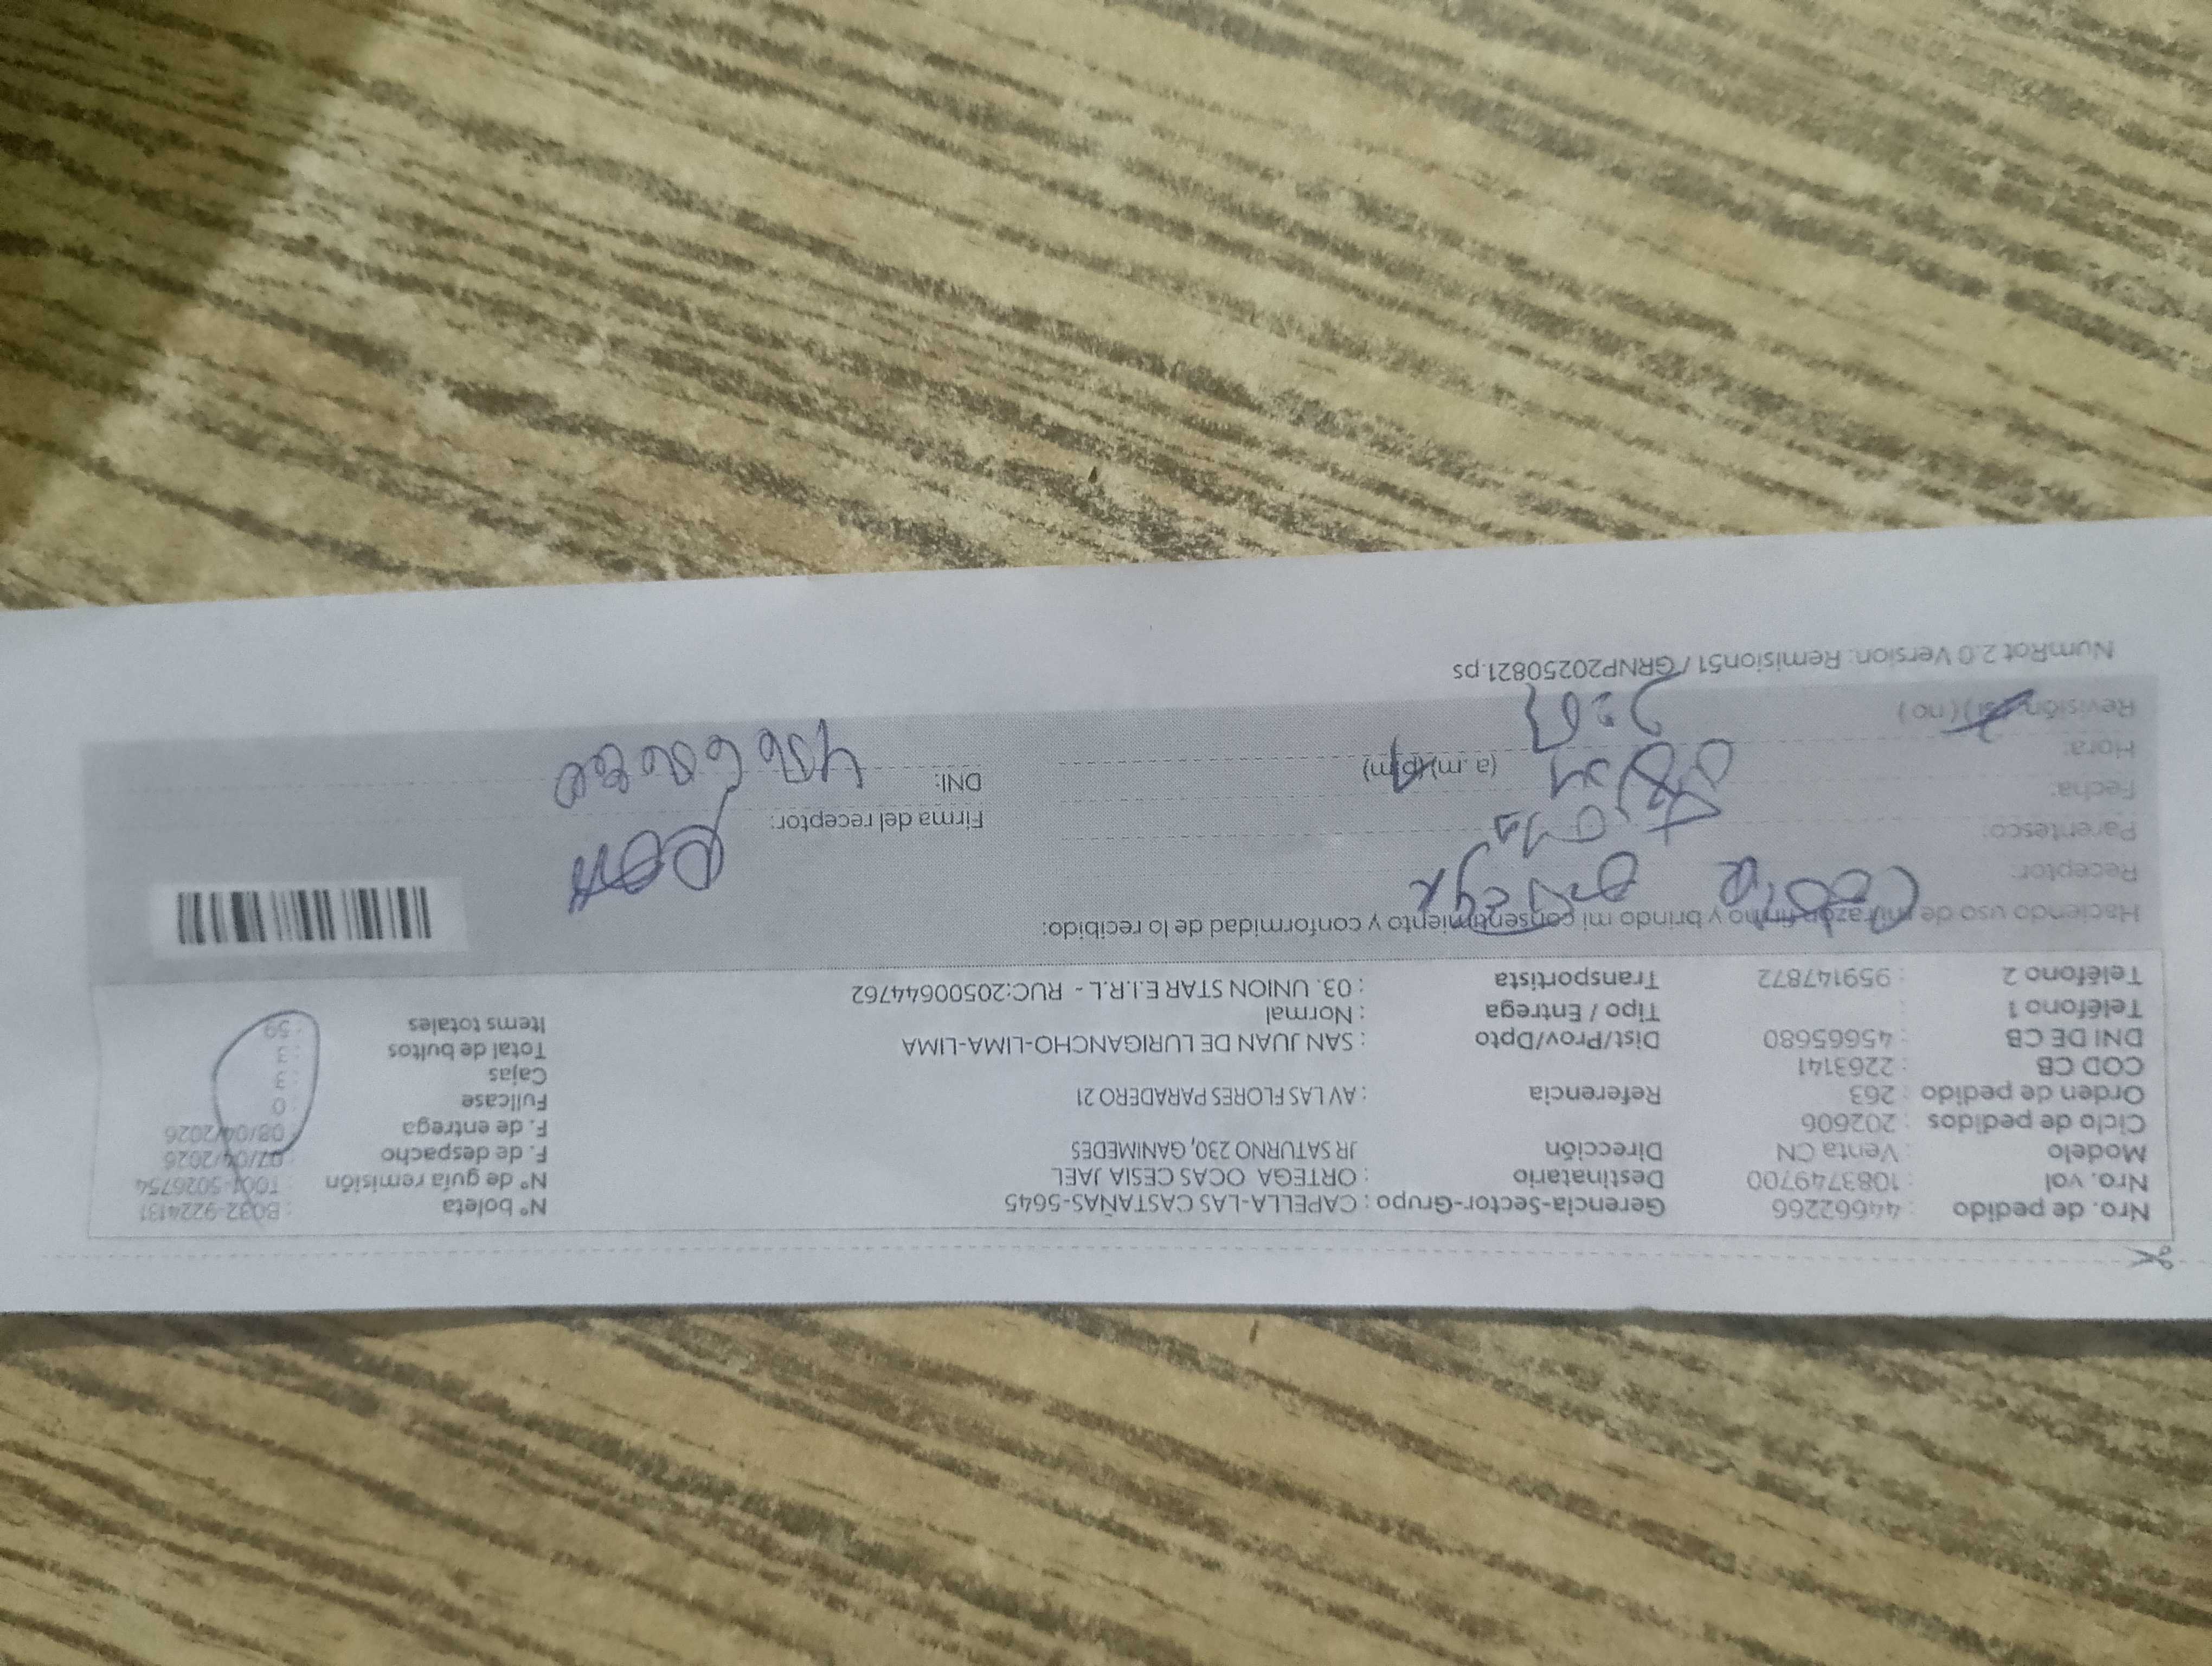 Nro. de pedido : 44662266 Gerencia-Sector-Grupo : CAPELLA-LAS CASTAÑAS-5645 N° boleta : B032-9224131
Nro. vol : 1083749700 Destinatario : ORTEGA OCAS CESIA JAEL N° de guía remisión : T001-5026754
Modelo : Venta CN Dirección JR SATURNO 230, GANIMEDES F. de despacho : 07/04/2026
Ciclo de pedidos : 202606 F. de entrega : 08/04/2026
Orden de pedido : 263 Referencia : AV LAS FLORES PARADERO 21 Fullcase : 0
COD CB : 2263141 Cajas : 3
DNI DE CB : 45665680 Dist/Prov/Dpto : SAN JUAN DE LURIGANCHO-LIMA-LIMA Total de bultos : 3
Teléfono 1 : Tipo / Entrega : Normal Items totales : 59
Teléfono 2 : 959147872 Transportista : 03. UNION STAR E.I.R.L - RUC:20500644762
Haciendo uso de mi razón firmo y brindo mi consentimiento y conformidad de lo recibido:
Receptor: Cesia Ortega
Parentesco:
Firma del receptor:
Fecha:
Hora: (a.m)(p.m) DNI:
Revisión: (si) (no)
NumRot 2.0 Version: Remision51 / GRNP20250821.ps